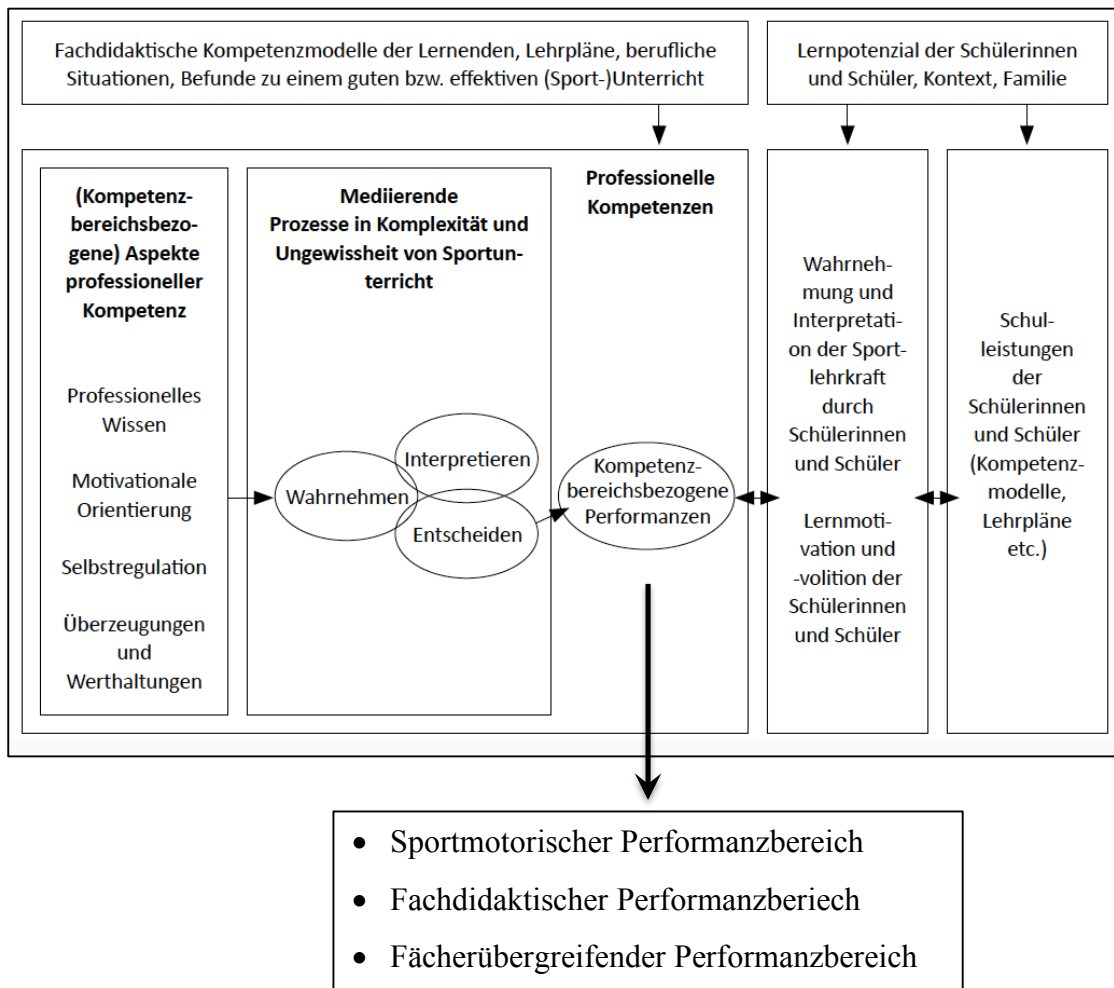 Fachdidaktische Kompetenzmodelle der Lernenden, Lehrpläne, berufliche
Situationen, Befunde zu einem guten bzw. effektiven (Sport-)Unterricht
Lernpotenzial der Schülerinnen
und Schüler, Kontext, Familie
(Kompetenz-
bereichsbezo-
gene) Aspekte
professioneller
Kompetenz
Professionelles
Wissen
Motivationale
Orientierung
Selbstregulation
Überzeugungen
und
Werthaltungen
Mediierende
Prozesse in Komplexität und
Ungewissheit von Sportun-
terricht
Wahrnehmen
Interpretieren
Entscheiden
Professionelle
Kompetenzen
Kompetenz-
bereichsbezogene
Performanzen
Wahrneh-
mung und
Interpretati-
on der Sport-
lehrkraft
durch
Schülerinnen
und Schüler
Lernmoti-
vation und
-volition der
Schülerinnen
und Schüler
Schul-
leistungen
der
Schülerinnen
und Schüler
(Kompetenz-
modelle,
Lehrpläne
etc.)
• Sportmotorischer Performanzbereich
• Fachdidaktischer Performanzberiech
• Fächerübergreifender Performanzbereich